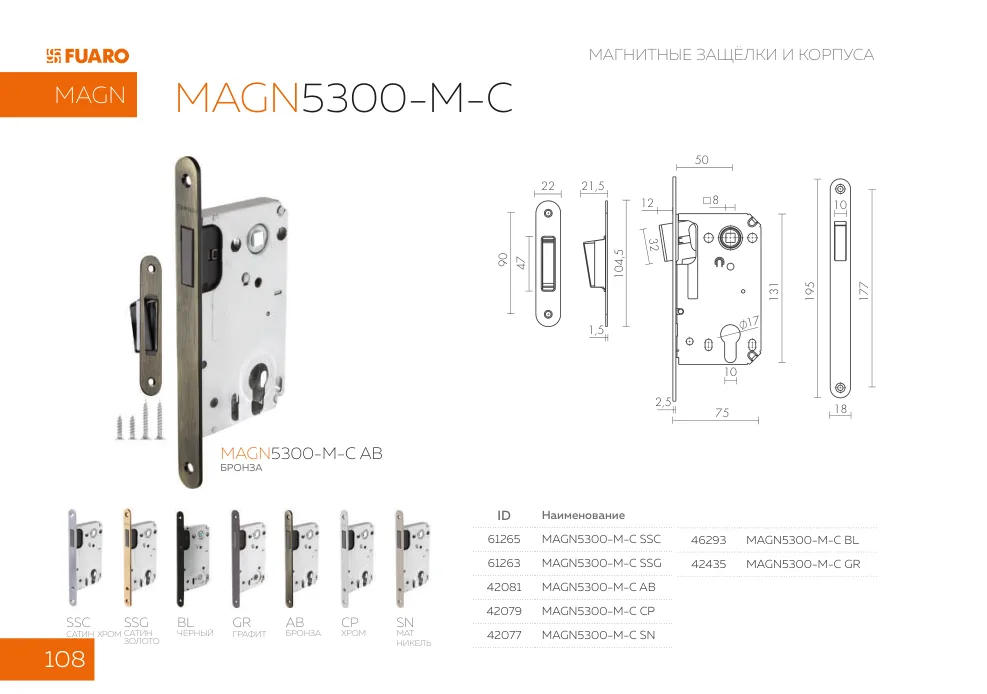 FUARO
МАГНИТНЫЕ ЗАЩЁЛКИ И КОРПУСА
MAGN
MAGN5300-M-C
50
22
21,5
12
□8
10
32
90
47
104,5
131
195
177
1,5
Ø17
10
2,5
75
18
MAGN5300-M-C AB
БРОНЗА
ID Наименование
61265 MAGN5300-M-C SSC
61263 MAGN5300-M-C SSG
42081 MAGN5300-M-C AB
42079 MAGN5300-M-C CP
42077 MAGN5300-M-C SN
46293 MAGN5300-M-C BL
42435 MAGN5300-M-C GR
SSC
САТИН ХРОМ
SSG
САТИН
ЗОЛОТО
BL
ЧЕРНЫЙ
GR
ГРАФИТ
AB
БРОНЗА
CP
ХРОМ
SN
МАТ
НИКЕЛЬ
108